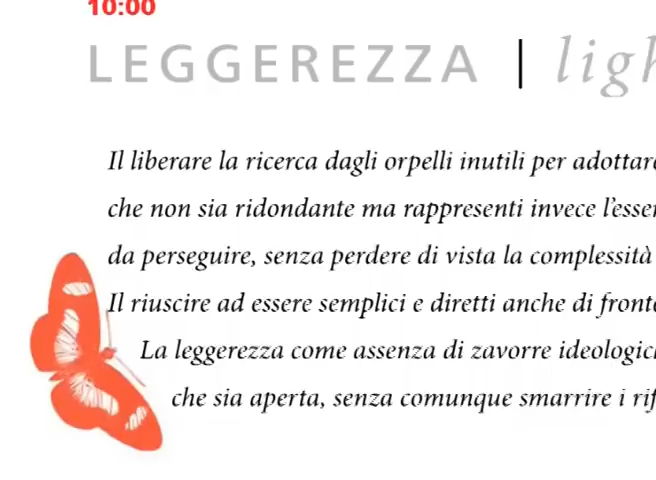 10:00
LEGGEREZZA | ligh
Il liberare la ricerca dagli orpelli inutili per adottare
che non sia ridondante ma rappresenti invece l'essen
da perseguire, senza perdere di vista la complessità
Il riuscire ad essere semplici e diretti anche di fronte
La leggerezza come assenza di zavorre ideologich
che sia aperta, senza comunque smarrire i rif